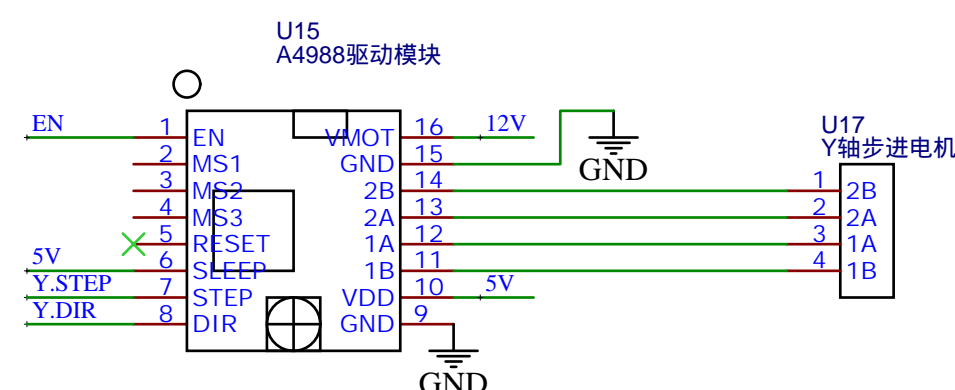 U15
A4988驱动模块
EN
1
EN
VMOT
16
12V
2
MS1
GND
15
GND
3
MS2
2B
14
4
MS3
2A
13
5
RESET
1A
12
5V
6
SLEEP
1B
11
Y.STEP
7
STEP
VDD
10
5V
Y.DIR
8
DIR
GND
9
GND
U17
Y轴步进电机
1
2B
2
2A
3
1A
4
1B